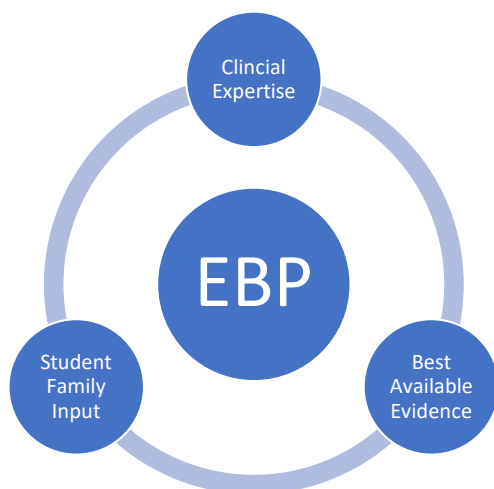 Clincial
Expertise
EBP
Student
Family
Input
Best
Available
Evidence